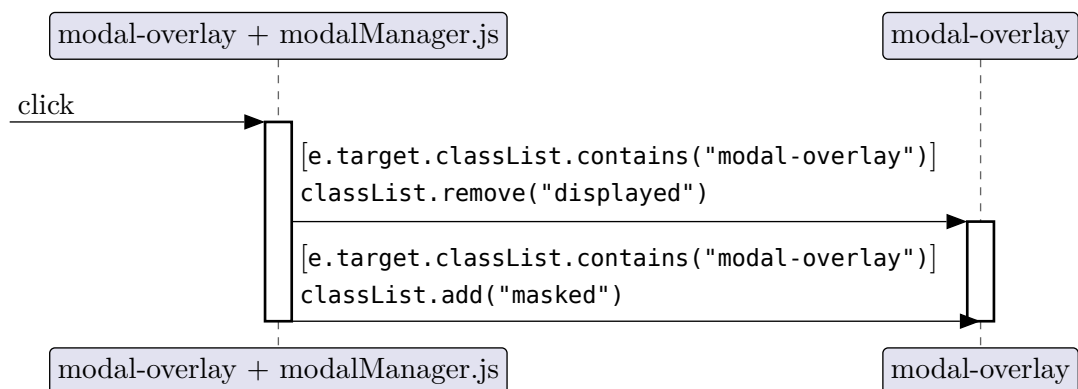 modal-overlay + modalManager.js
modal-overlay
click
[e.target.classList.contains("modal-overlay")]
classList.remove("displayed")
[e.target.classList.contains("modal-overlay")]
classList.add("masked")
modal-overlay + modalManager.js
modal-overlay